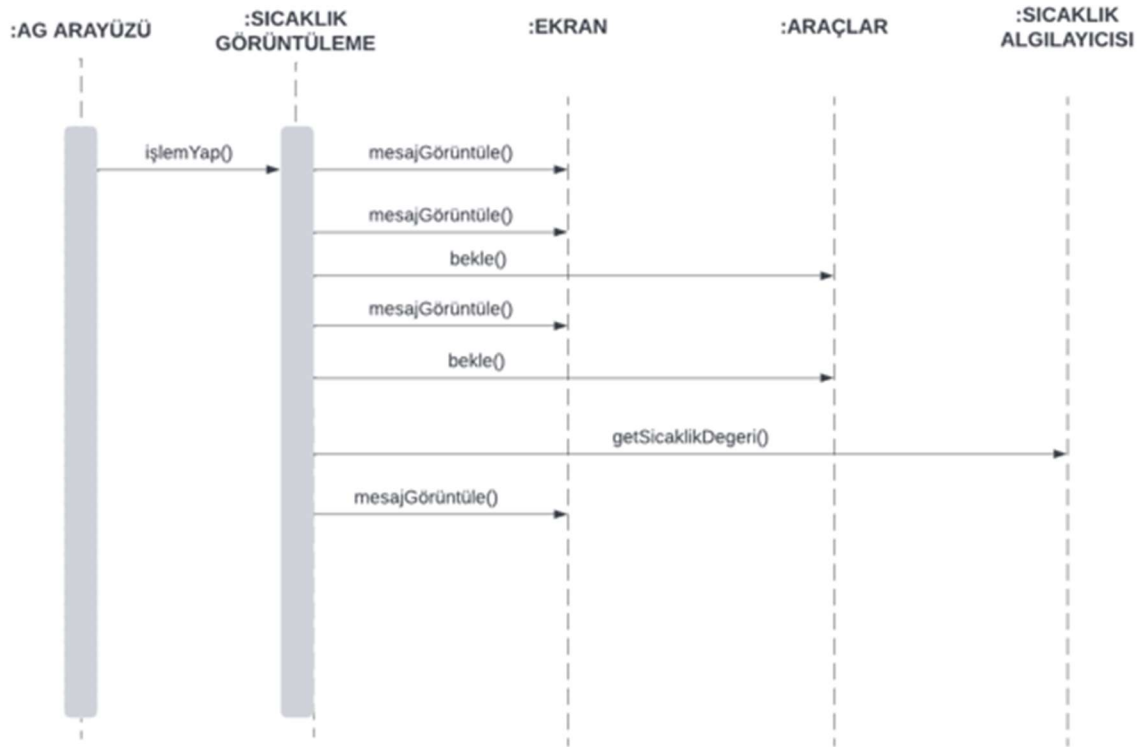 :AG ARAYÜZÜ
:SICAKLIK
GÖRÜNTÜLEME
:EKRAN
:ARAÇLAR
:SICAKLIK
ALGILAYICISI
işlemYap()
mesajGörüntüle()
mesajGörüntüle()
bekle()
mesajGörüntüle()
bekle()
getSicaklikDegeri()
mesajGörüntüle()